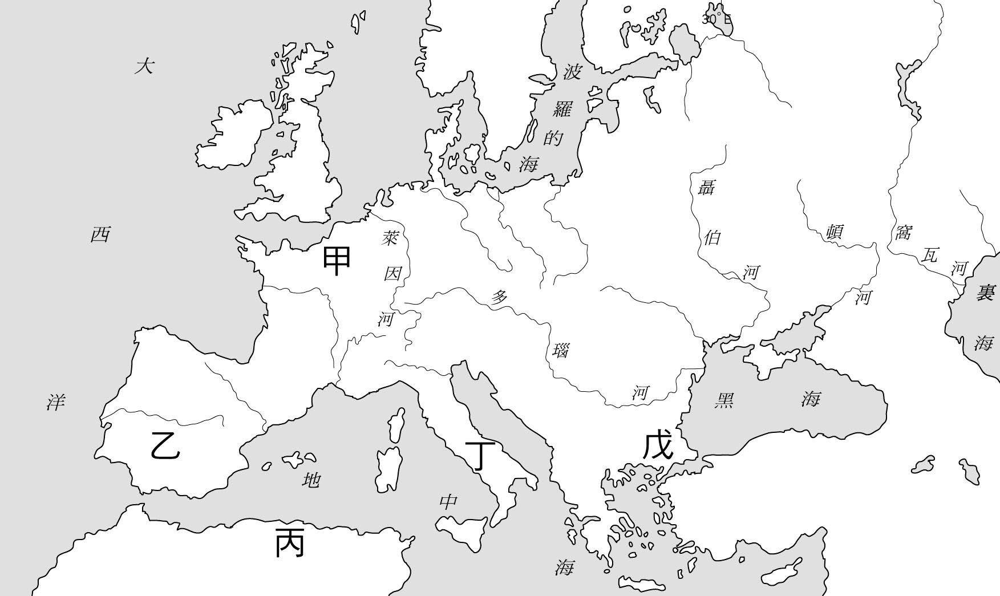 30°E
大
西
洋
波
羅
的
海
萊
因
河
聶
伯
河
頓
河
窩
瓦
河
裏
海
多
瑙
河
黑
海
地
中
海
甲
乙
丙
丁
戊